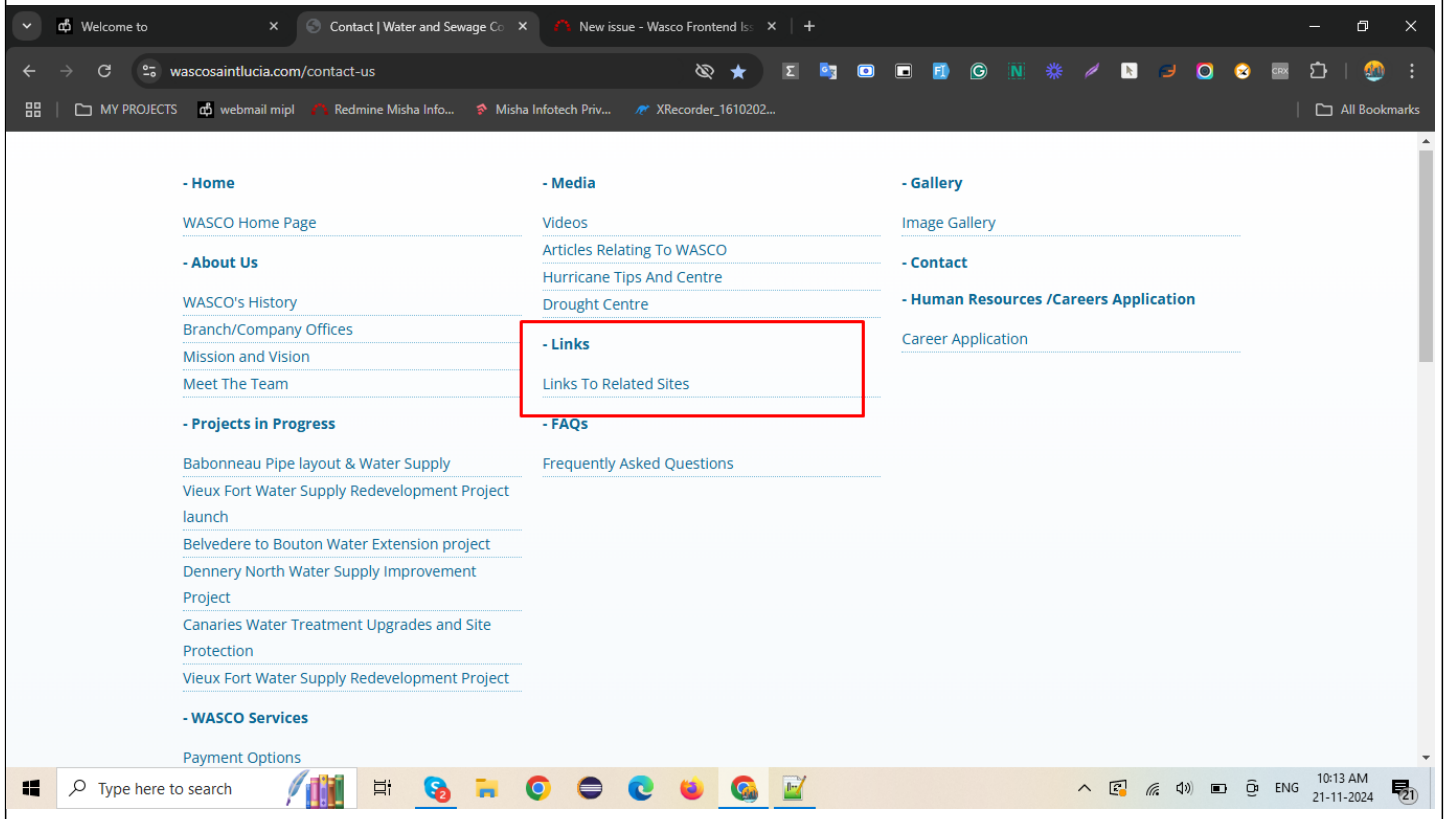 Welcome to
Contact | Water and Sewage Co
New issue - Wasco Frontend Iss
wascosaintlucia.com/contact-us
CRX
MY PROJECTS
webmail mipl
Redmine Misha Info...
Misha Infotech Priv...
XRecorder_1610202...
All Bookmarks
- Home
WASCO Home Page
- About Us
WASCO's History
Branch/Company Offices
Mission and Vision
Meet The Team
- Projects in Progress
Babonneau Pipe layout & Water Supply
Vieux Fort Water Supply Redevelopment Project
launch
Belvedere to Bouton Water Extension project
Dennery North Water Supply Improvement
Project
Canaries Water Treatment Upgrades and Site
Protection
Vieux Fort Water Supply Redevelopment Project
- WASCO Services
Payment Options
- Media
Videos
Articles Relating To WASCO
Hurricane Tips And Centre
Drought Centre
- Links
Links To Related Sites
- FAQs
Frequently Asked Questions
- Gallery
Image Gallery
- Contact
- Human Resources /Careers Application
Career Application
Type here to search
ENG
10:13 AM
21-11-2024
21